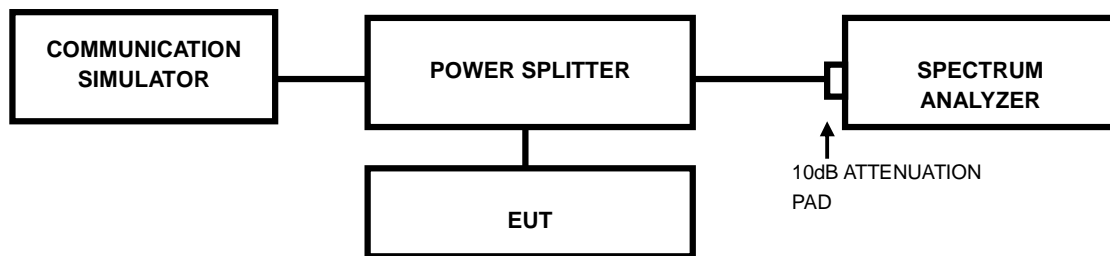 COMMUNICATION
SIMULATOR
POWER SPLITTER
SPECTRUM
ANALYZER
10dB ATTENUATION
PAD
EUT